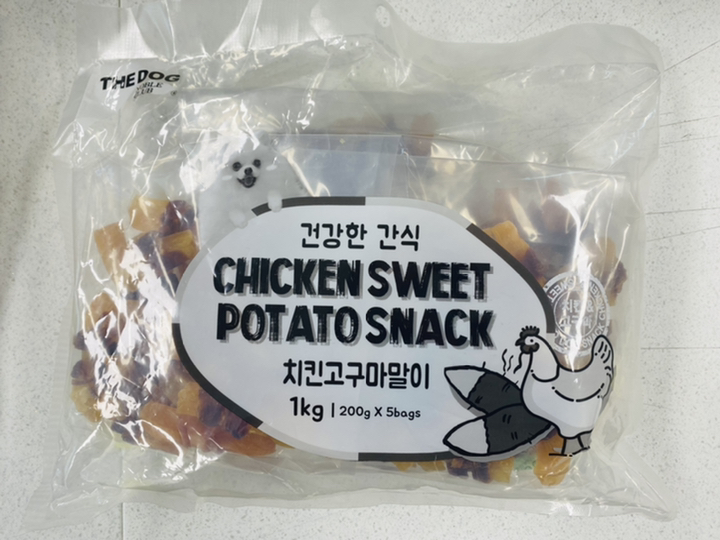 THE DOG
건강한 간식
CHICKEN SWEET
POTATO SNACK
치킨고구마말이
1kg | 200g X 5bags